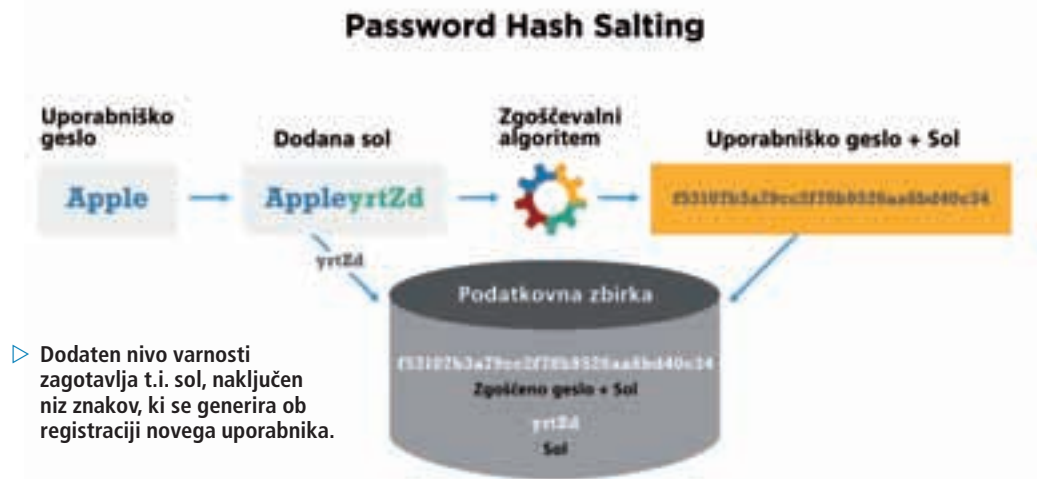 Password Hash Salting
Uporabniško
geslo
Dodana sol
Zgoščevalni
algoritem
Uporabniško geslo + Sol
Apple
AppleyrtZd
yrtZd
Podatkovna zbirka
Zgoščeno geslo + Sol
yrtZd
Sol
▷ Dodaten nivo varnosti
zagotavlja t.i. sol, naključen
niz znakov, ki se generira ob
registraciji novega uporabnika.